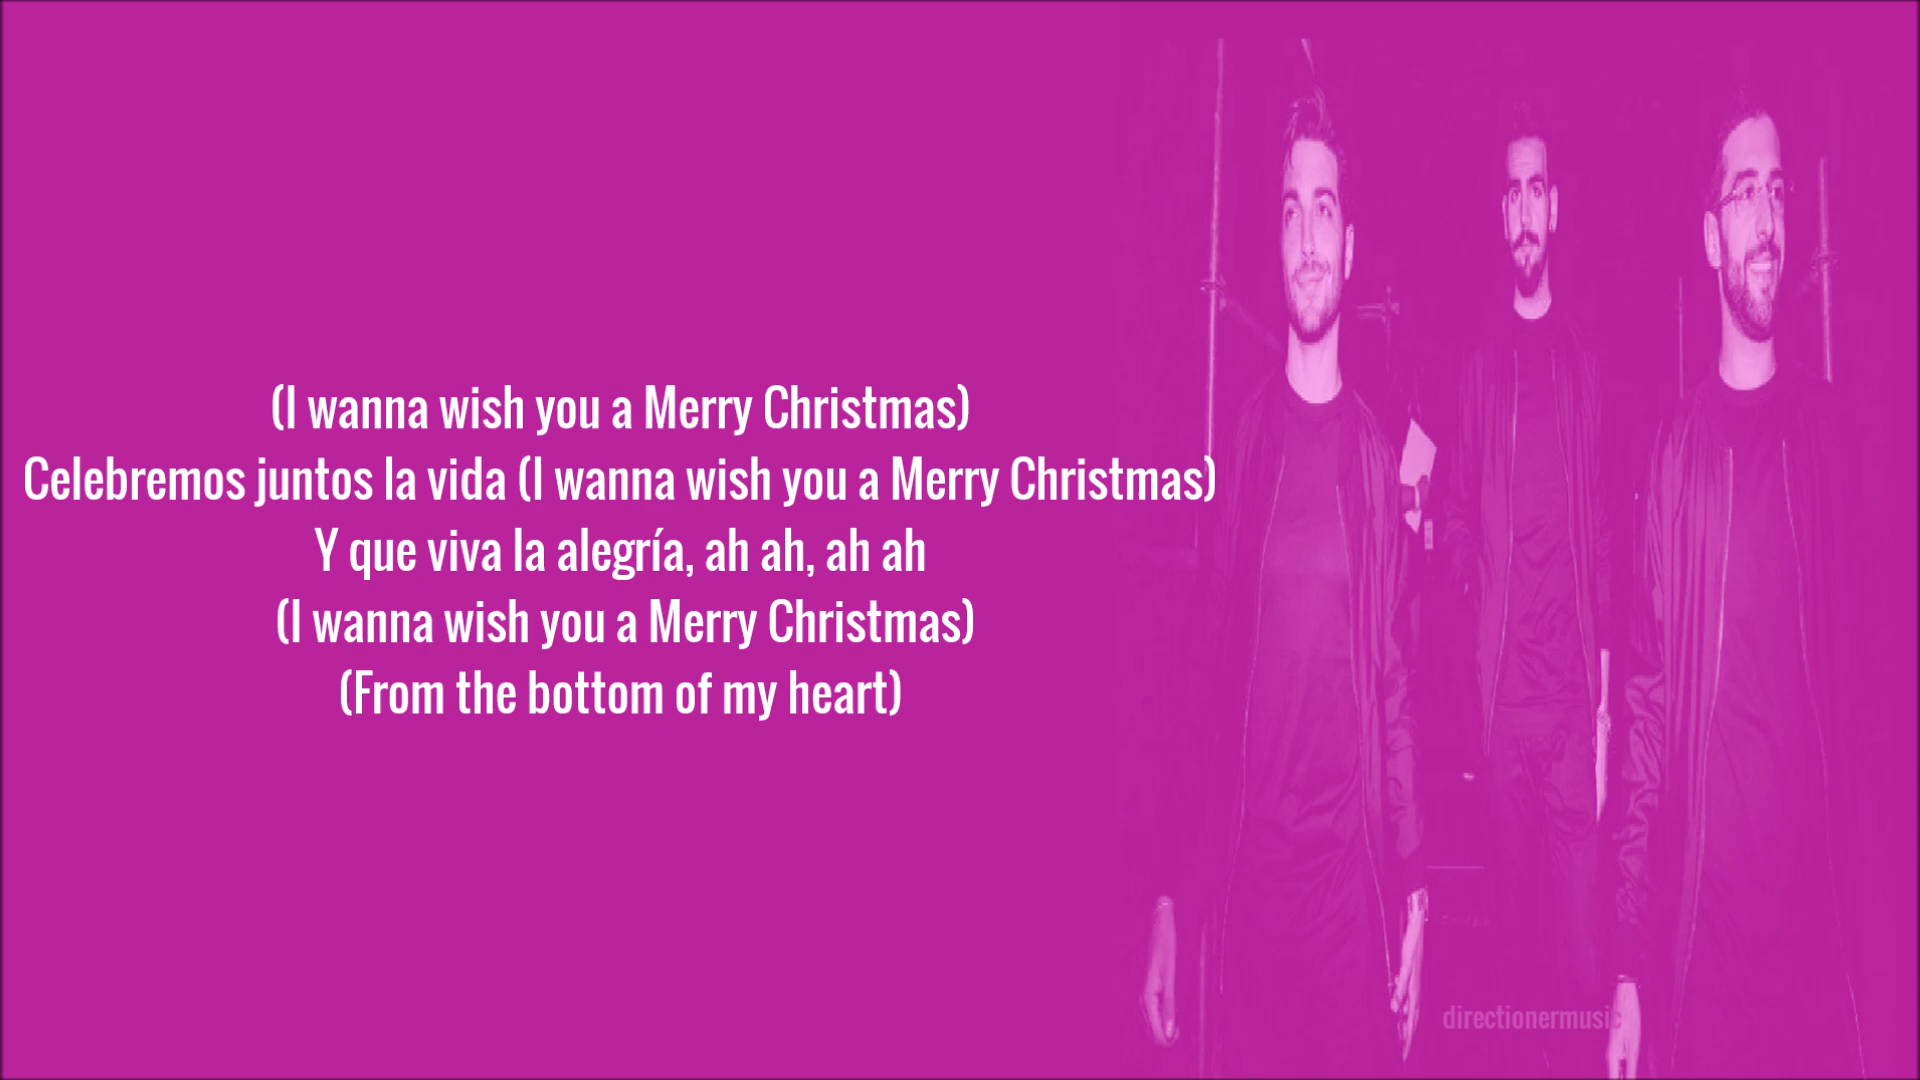 (I wanna wish you a Merry Christmas)
Celebremos juntos la vida (I wanna wish you a Merry Christmas)
Y que viva la alegría, ah ah, ah ah
(I wanna wish you a Merry Christmas)
(From the bottom of my heart)
directionermusic